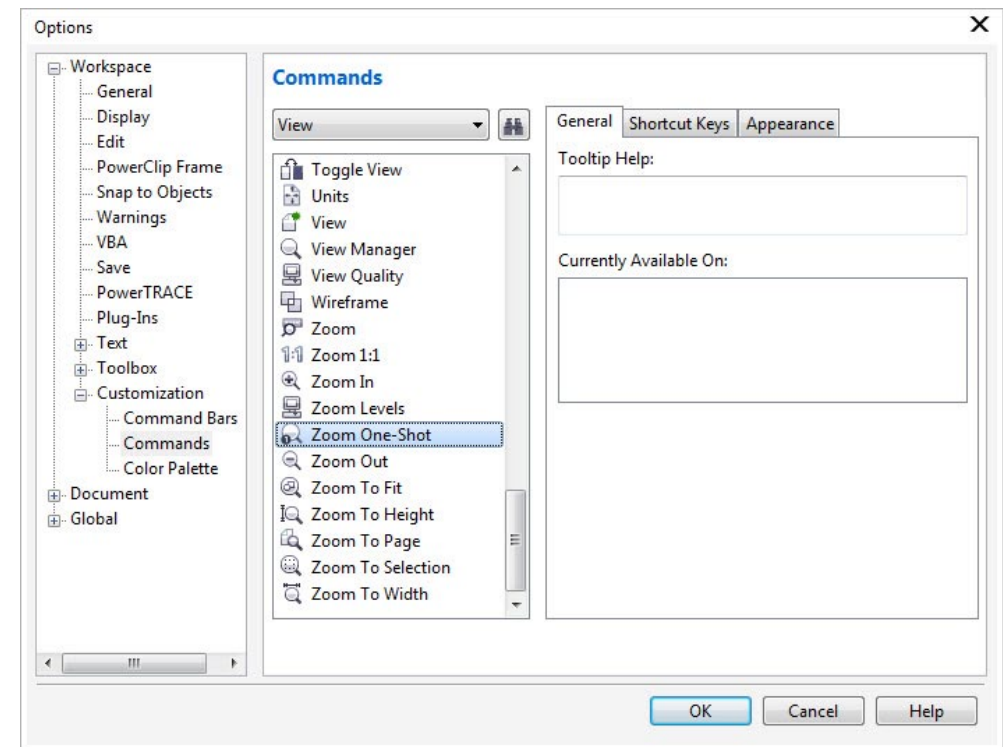 Options
Workspace
General
Display
Edit
PowerClip Frame
Snap to Objects
Warnings
VBA
Save
PowerTRACE
Plug-Ins
Text
Toolbox
Customization
Command Bars
Commands
Color Palette
Document
Global
Commands
View
Toggle View
Units
View
View Manager
View Quality
Wireframe
Zoom
1:1 Zoom 1:1
Zoom In
Zoom Levels
Zoom One-Shot
Zoom Out
Zoom To Fit
Zoom To Height
Zoom To Page
Zoom To Selection
Zoom To Width
General Shortcut Keys Appearance
Tooltip Help:
Currently Available On:
OK Cancel Help